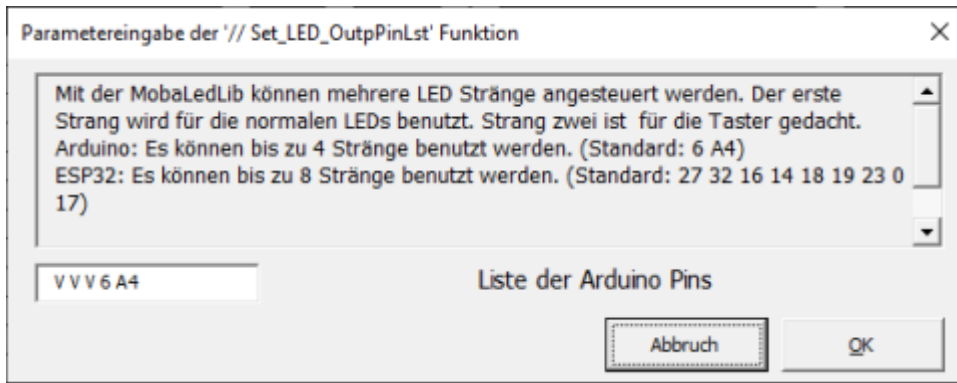 Parametereingabe der '// Set_LED_OutpPinLst' Funktion
Mit der MobaLedLib können mehrere LED Stränge angesteuert werden. Der erste
Strang wird für die normalen LEDs benutzt. Strang zwei ist für die Taster gedacht.
Arduino: Es können bis zu 4 Stränge benutzt werden. (Standard: 6 A4)
ESP32: Es können bis zu 8 Stränge benutzt werden. (Standard: 27 32 16 14 18 19 23 0
17)
V V V 6 A4
Liste der Arduino Pins
Abbruch
OK